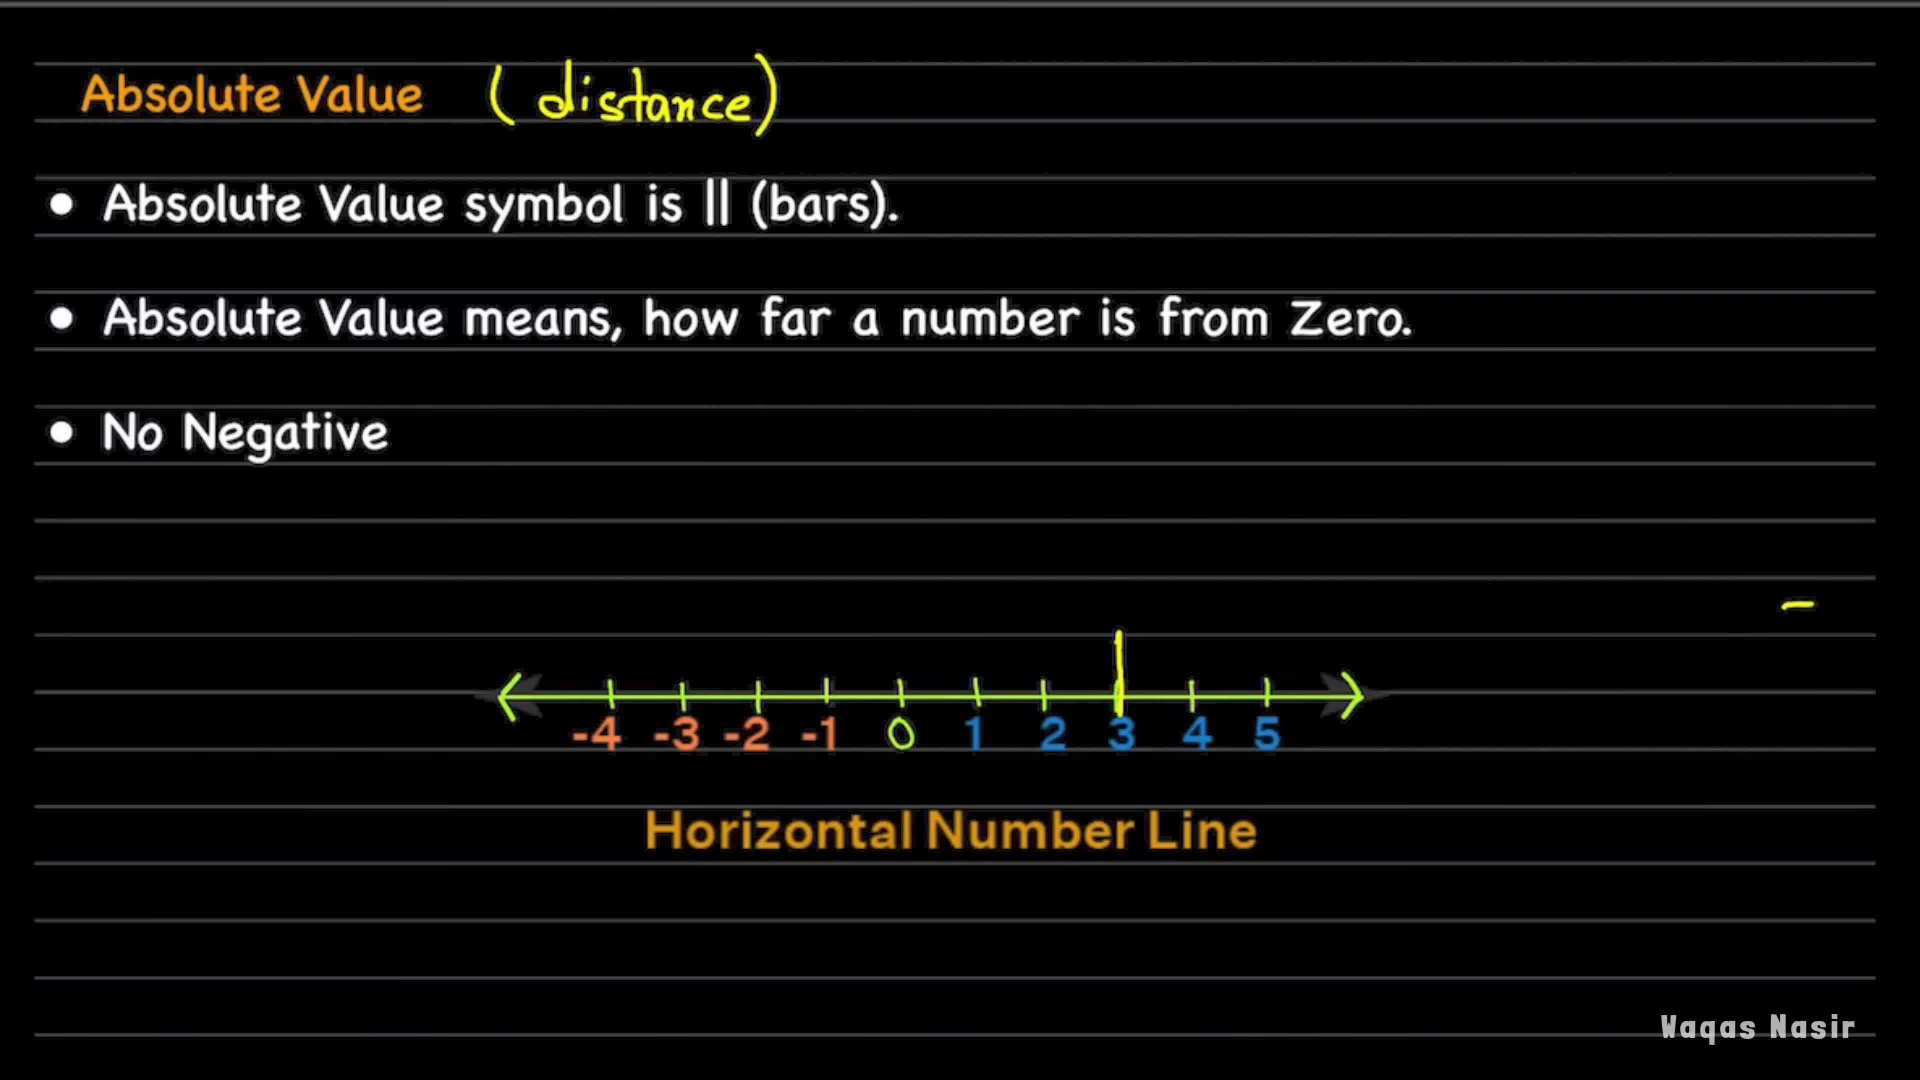 Absolute Value (distance)
• Absolute Value symbol is || (bars).
• Absolute Value means, how far a number is from Zero.
• No Negative
-4 -3 -2 -1 0 1 2 3 4 5
Horizontal Number Line
Waqas Nasir